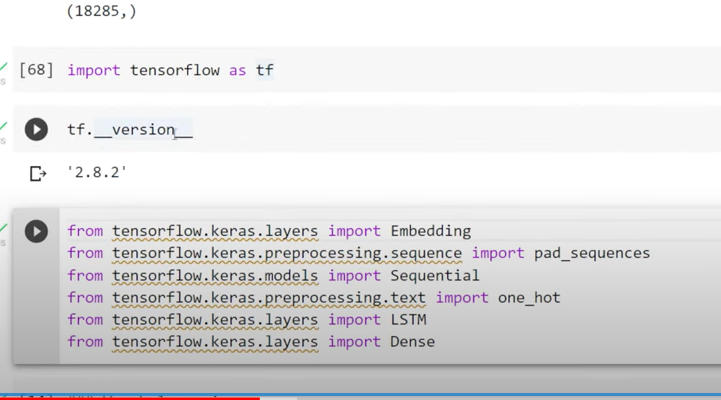 (18285,)
[68] import tensorflow as tf
tf.__version__
'2.8.2'
from tensorflow.keras.layers import Embedding
from tensorflow.keras.preprocessing.sequence import pad_sequences
from tensorflow.keras.models import Sequential
from tensorflow.keras.preprocessing.text import one_hot
from tensorflow.keras.layers import LSTM
from tensorflow.keras.layers import Dense